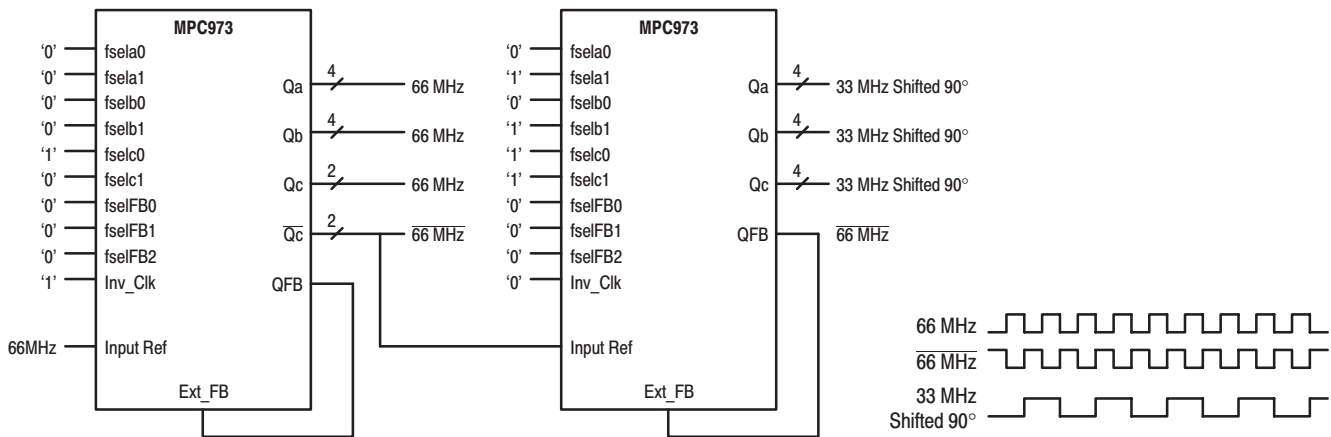 MPC973
‘0’ fsela0
‘0’ fsela1
‘0’ fselb0
‘0’ fselb1
‘1’ fselc0
‘0’ fselc1
‘0’ fselFB0
‘0’ fselFB1
‘0’ fselFB2
‘1’ Inv_Clk
66MHz Input Ref
Ext_FB
Qa 4 66 MHz
Qb 4 66 MHz
Qc 2 66 MHz
Qc 2 66 MHz
QFB
MPC973
‘0’ fsela0
‘1’ fsela1
‘0’ fselb0
‘1’ fselb1
‘1’ fselc0
‘1’ fselc1
‘0’ fselFB0
‘0’ fselFB1
‘0’ fselFB2
‘0’ Inv_Clk
Input Ref
Ext_FB
Qa 4 33 MHz Shifted 90°
Qb 4 33 MHz Shifted 90°
Qc 4 33 MHz Shifted 90°
QFB 66 MHz
66 MHz
66 MHz
33 MHz
Shifted 90°